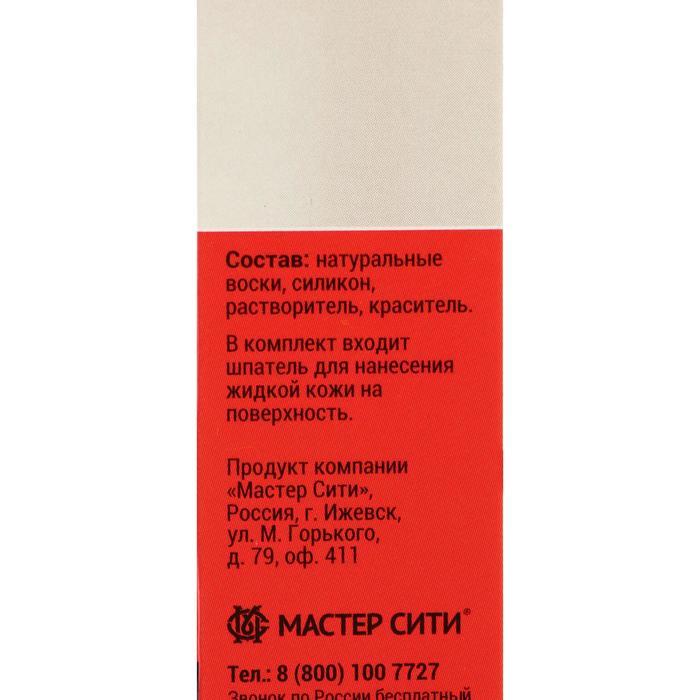 Состав: натуральные
воски, силикон,
растворитель, краситель.
В комплект входит
шпатель для нанесения
жидкой кожи на
поверхность.
Продукт компании
«Мастер Сити»,
Россия, г. Ижевск,
ул. М. Горького,
д. 79, оф. 411
МАСТЕР СИТИ®
Тел.: 8 (800) 100 7727
Звонок по России бесплатный